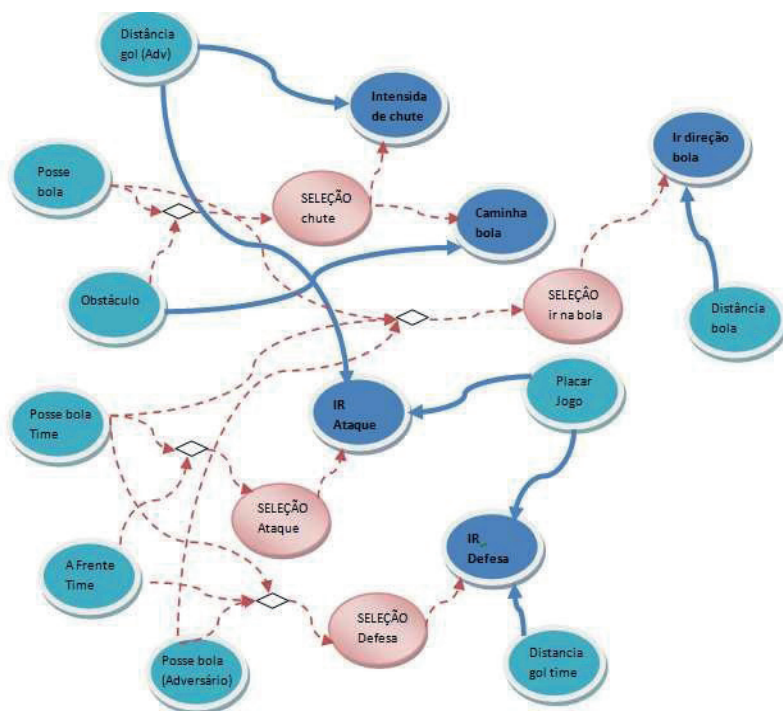 Distância
gol (Adv)
Intensida
de chute
Ir direção
bola
Posse
bola
SELEÇÃO
chute
Caminha
bola
Obstáculo
SELEÇÃO
ir na bola
Distância
bola
Placar
Jogo
IR
Ataque
Posse bola
Time
SELEÇÃO
Ataque
IR
Defesa
A Frente
Time
SELEÇÃO
Defesa
Posse bola
(Adversário)
Distancia
gol time